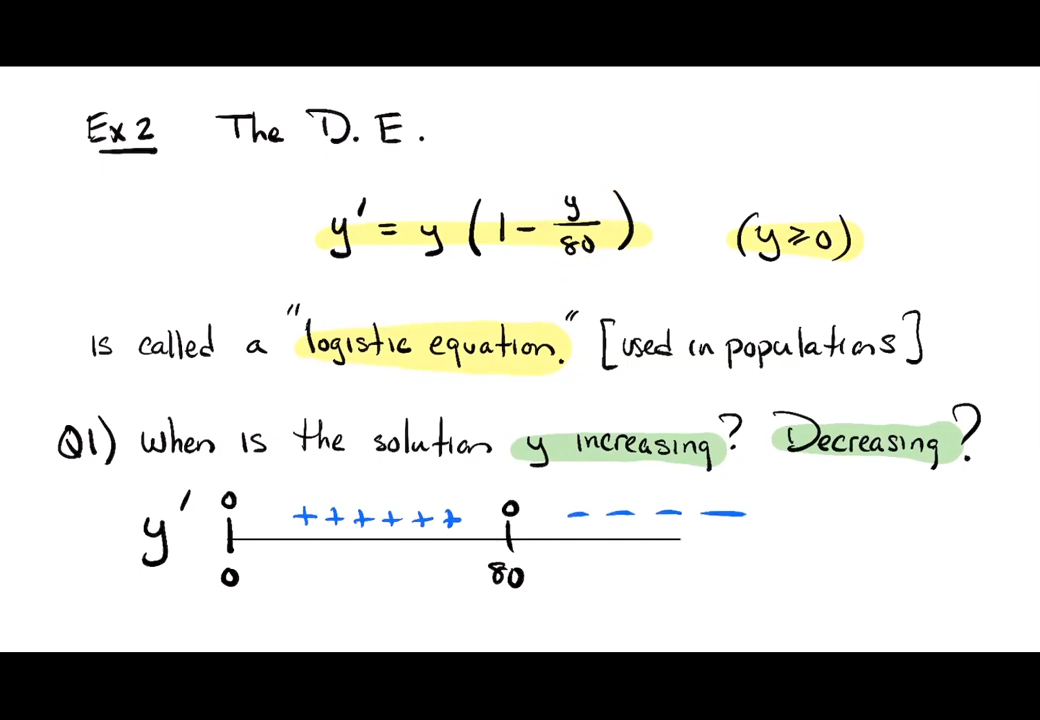 Ex 2 The D.E.
y' = y (1 - y/80) (y ≥ 0)
is called a "logistic equation." [used in populations]
Q1) When is the solution y increasing? Decreasing?
y' 0 ++++++ 0 ----
0 80